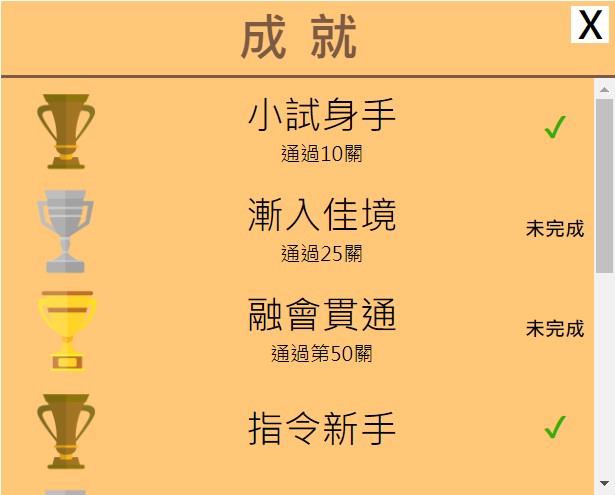 成就
X
小試身手
通過10關
漸入佳境
通過25關
未完成
融會貫通
通過第50關
未完成
指令新手